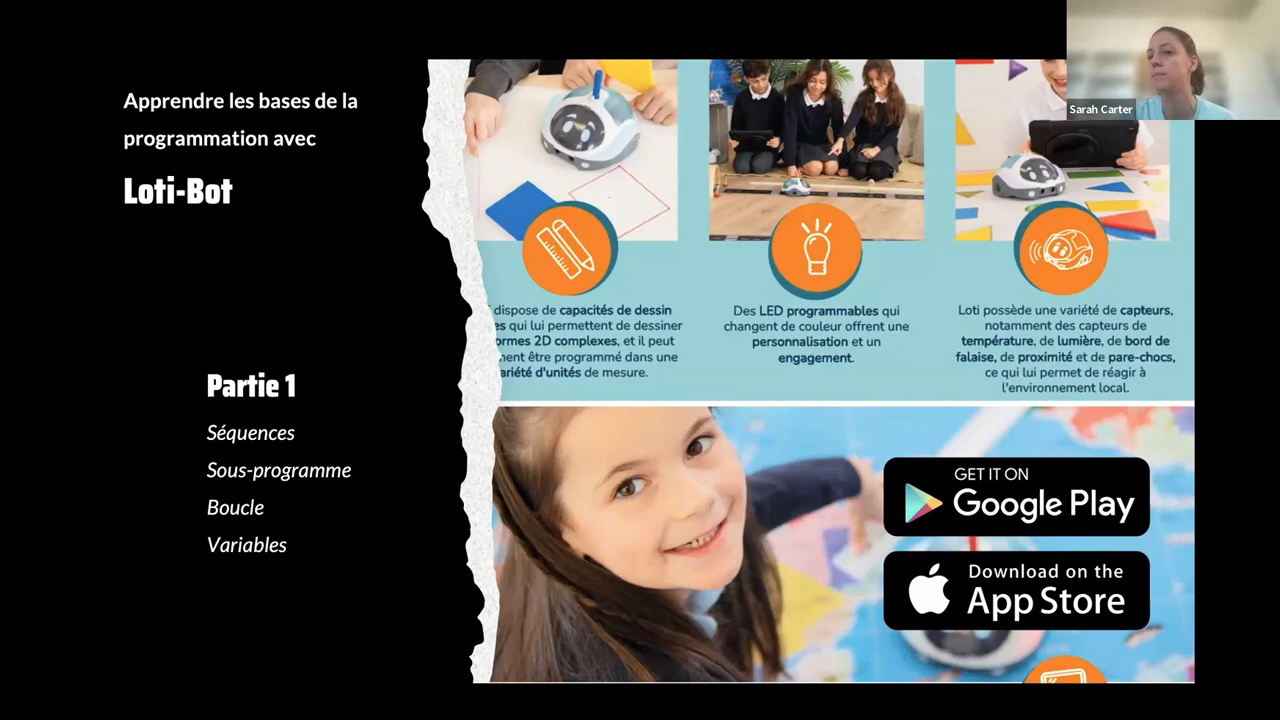 Apprendre les bases de la
programmation avec
Loti-Bot
Partie 1
Séquences
Sous-programme
Boucle
Variables
dispose de capacités de dessin
qui lui permettent de dessiner
2D complexes, et il peut
être programmé dans une
d'unités de mesure.
Des LED programmables qui
changent de couleur offrent une
personnalisation et un
engagement.
Loti possède une variété de capteurs,
notamment des capteurs de
température, de lumière, de bord de
falaise, de proximité et de pare-chocs,
ce qui lui permet de réagir à
l'environnement local.
GET IT ON
Google Play
Download on the
App Store
Sarah Carter